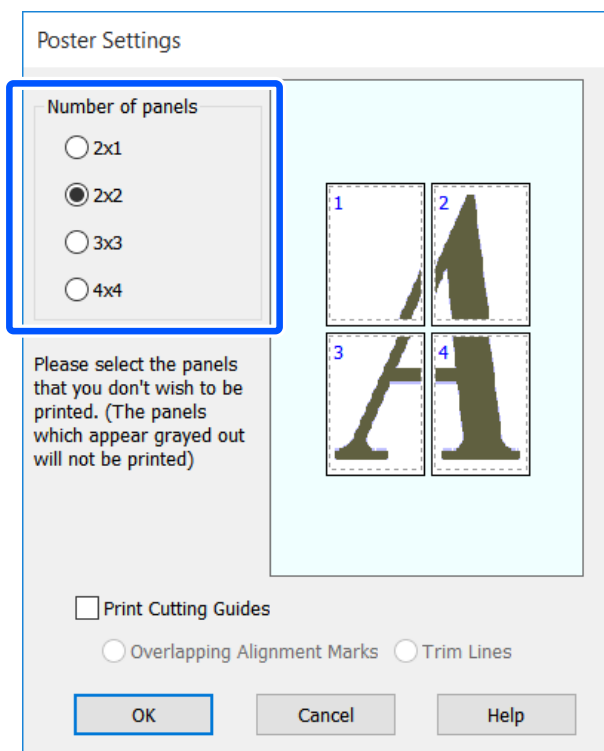 Poster Settings
Number of panels
2x1
2x2
3x3
4x4
1
2
3
4
Please select the panels
that you don't wish to be
printed. (The panels
which appear grayed out
will not be printed)
Print Cutting Guides
Overlapping Alignment Marks Trim Lines
OK Cancel Help